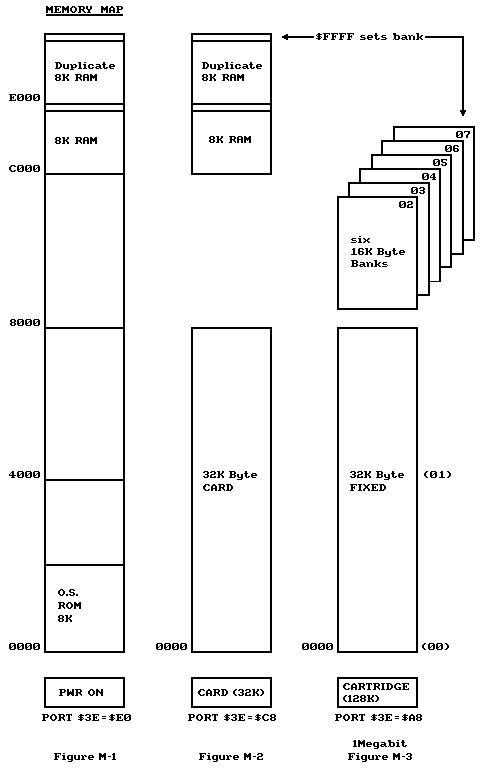 MEMORY MAP
$FFFF sets bank
Duplicate
8K RAM
Duplicate
8K RAM
E000
8K RAM
8K RAM
C000
07
06
05
04
03
02
six
16K Byte
Banks
8000
4000
32K Byte
CARD
32K Byte
FIXED
(01)
O.S.
ROM
8K
0000
0000
0000
(00)
PWR ON
CARD (32K)
CARTRIDGE
(128K)
PORT $3E=$E0
PORT $3E=$C8
PORT $3E=$A8
Figure M-1
Figure M-2
1Megabit
Figure M-3